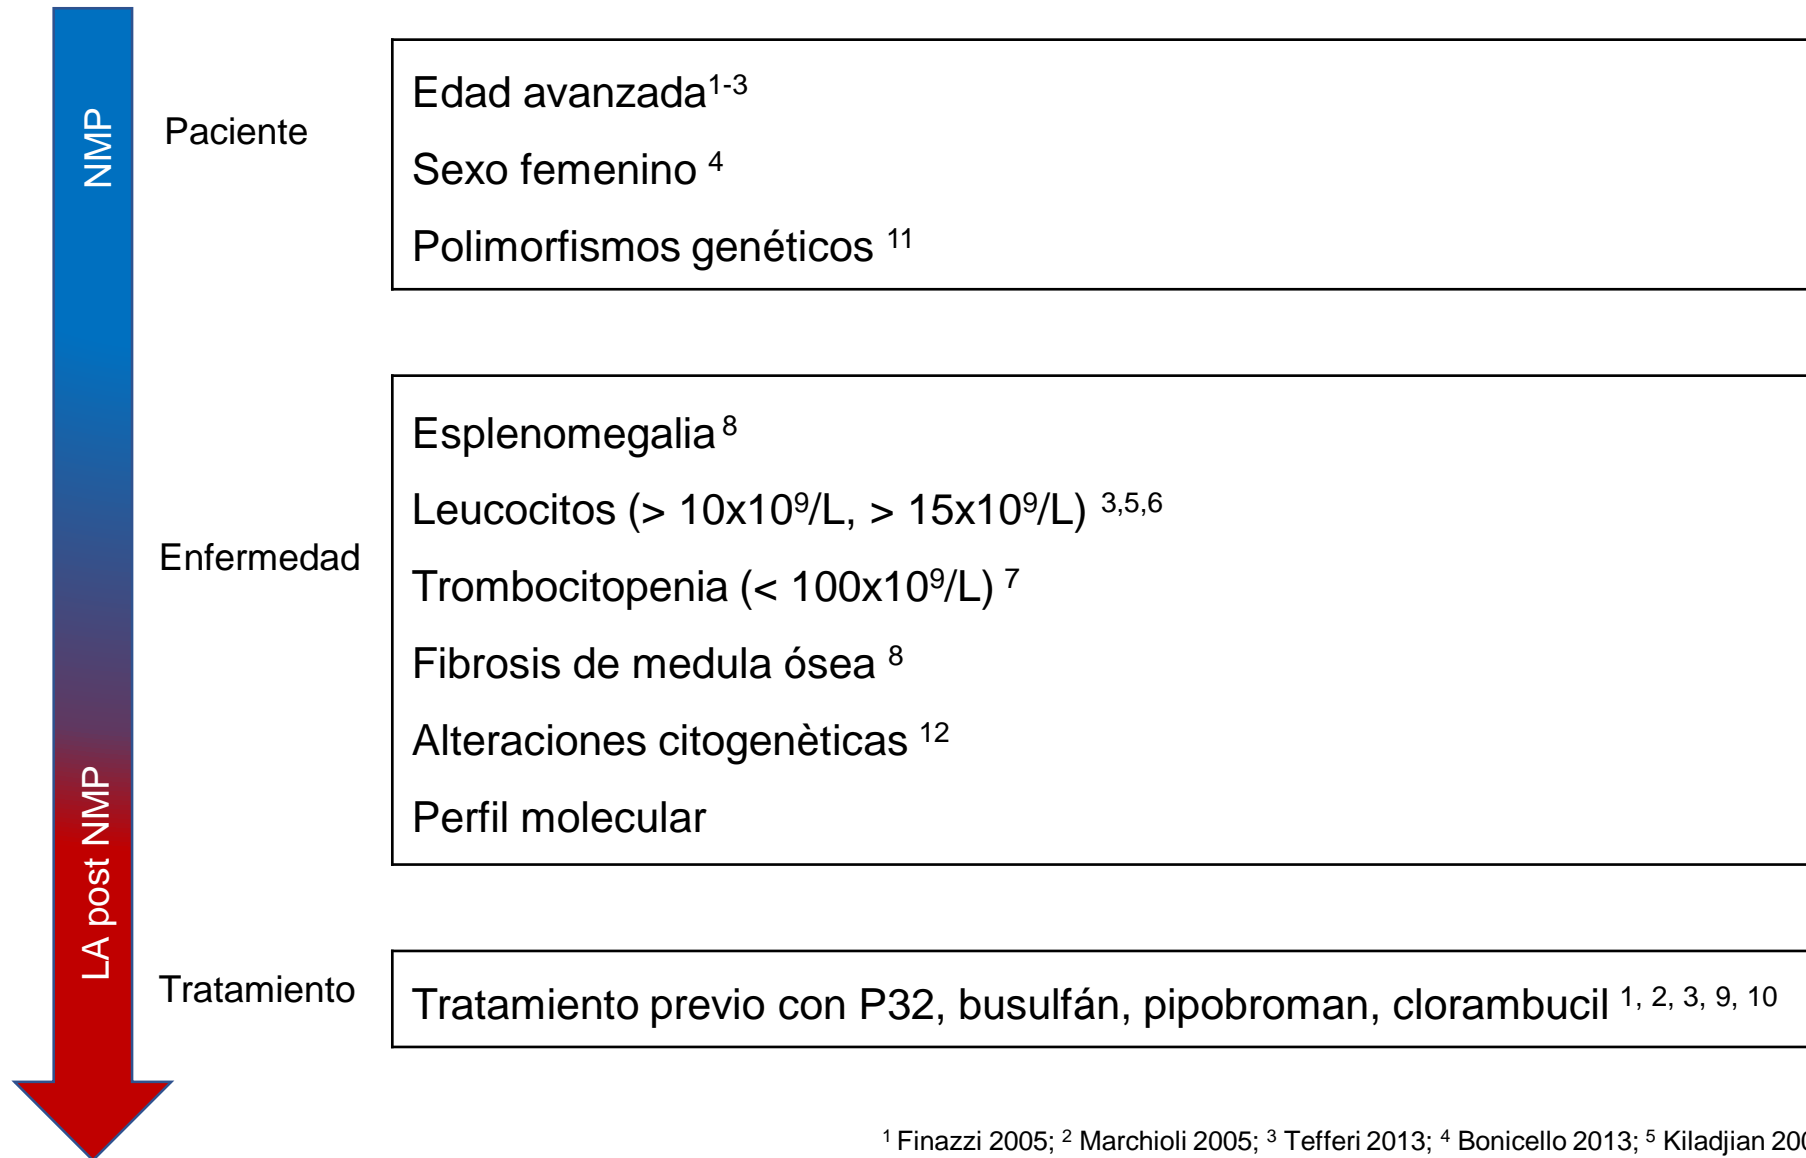 NMP
Paciente
Edad avanzada1-3
Sexo femenino 4
Polimorfismos genéticos 11
Enfermedad
Esplenomegalia 8
Leucocitos (> 10x10⁹/L, > 15x10⁹/L) 3,5,6
Trombocitopenia (< 100x10⁹/L) 7
Fibrosis de medula ósea 8
Alteraciones citogenèticas 12
Perfil molecular
LA post NMP
Tratamiento
Tratamiento previo con P32, busulfán, pipobroman, clorambucil 1, 2, 3, 9, 10
1 Finazzi 2005; 2 Marchioli 2005; 3 Tefferi 2013; 4 Bonicello 2013; 5 Kiladjian